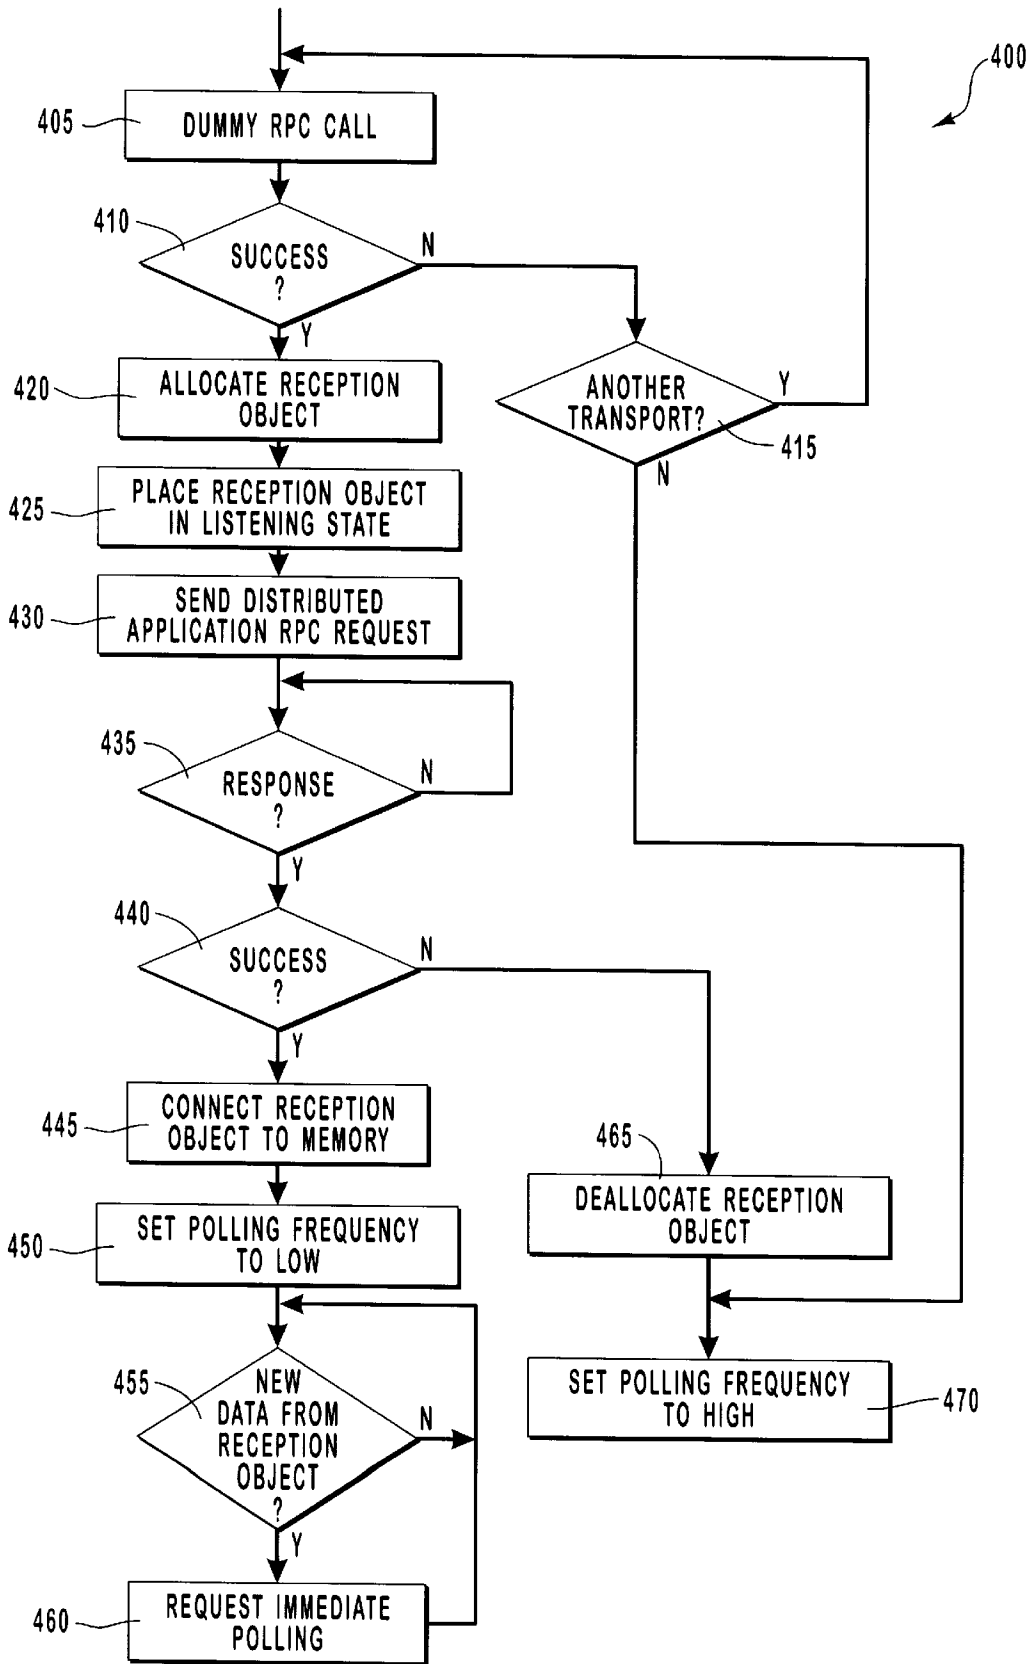 400
405
DUMMY RPC CALL
410
SUCCESS
?
N
Y
420
ALLOCATE RECEPTION
OBJECT
ANOTHER
TRANSPORT?
Y
415
N
425
PLACE RECEPTION OBJECT
IN LISTENING STATE
430
SEND DISTRIBUTED
APPLICATION RPC REQUEST
435
RESPONSE
?
N
Y
440
SUCCESS
?
N
Y
445
CONNECT RECEPTION
OBJECT TO MEMORY
465
DEALLOCATE RECEPTION
OBJECT
450
SET POLLING FREQUENCY
TO LOW
455
NEW
DATA FROM
RECEPTION
OBJECT
?
N
Y
SET POLLING FREQUENCY
TO HIGH
470
460
REQUEST IMMEDIATE
POLLING